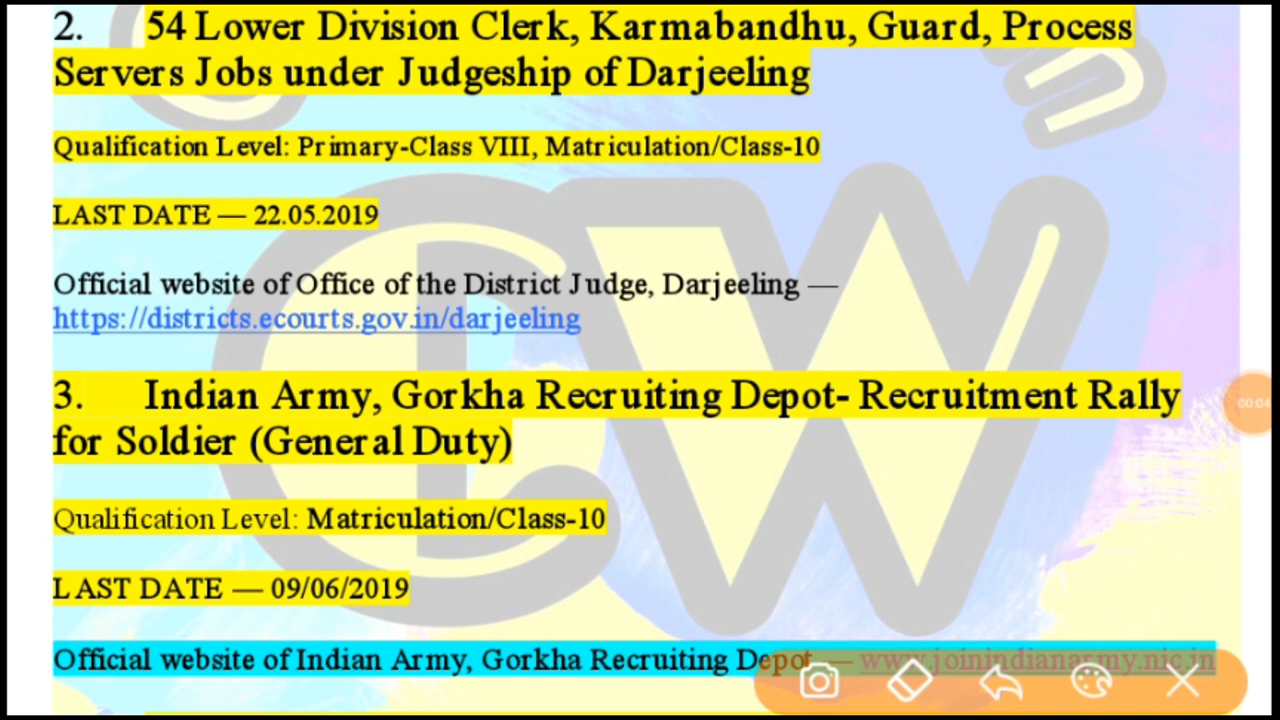 2. 54 Lower Division Clerk, Karmabandhu, Guard, Process
Servers Jobs under Judgeship of Darjeeling
Qualification Level: Primary-Class VIII, Matriculation/Class-10
LAST DATE — 22.05.2019
Official website of Office of the District Judge, Darjeeling —
https://districts.ecourts.gov.in/darjeeling
3. Indian Army, Gorkha Recruiting Depot- Recruitment Rally
for Soldier (General Duty)
00:04
Qualification Level: Matriculation/Class-10
LAST DATE — 09/06/2019
Official website of Indian Army, Gorkha Recruiting Depot — www.joinindianarmy.nic.in
CW